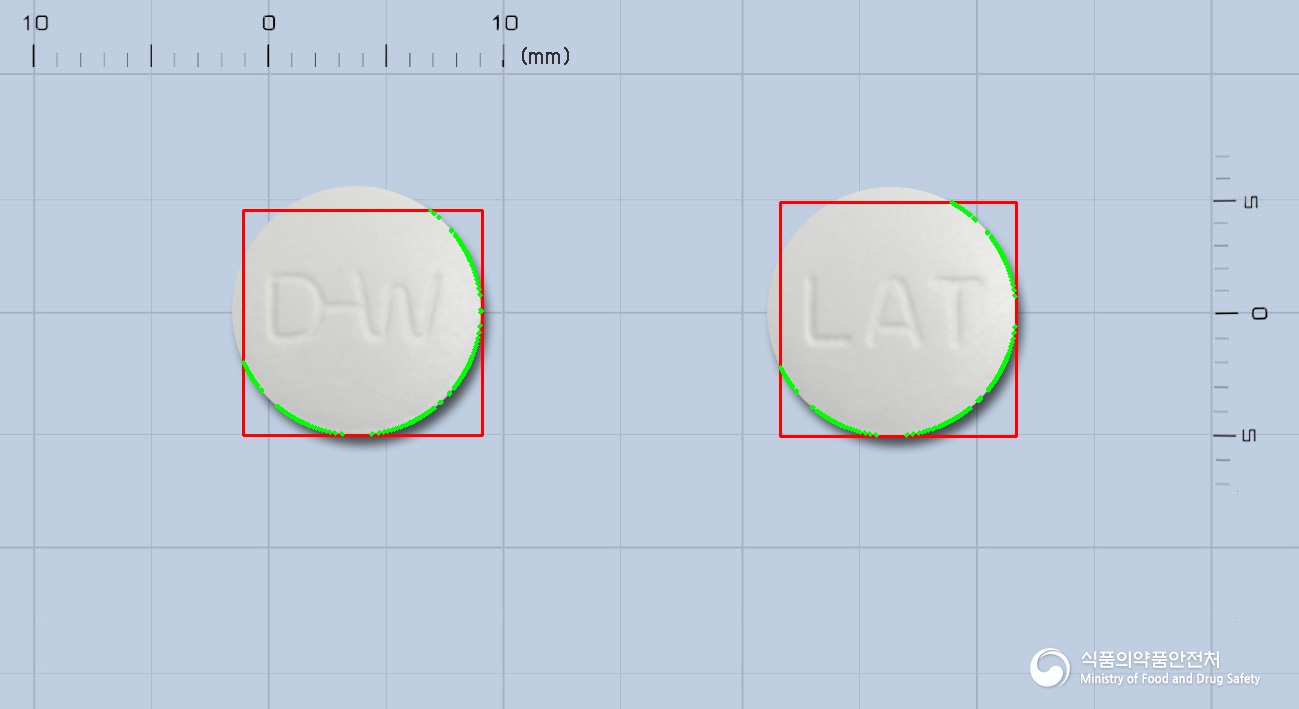 10 0 10
(mm)
D-W
LAT
5
0
5
식품의약품안전처
Ministry of Food and Drug Safety